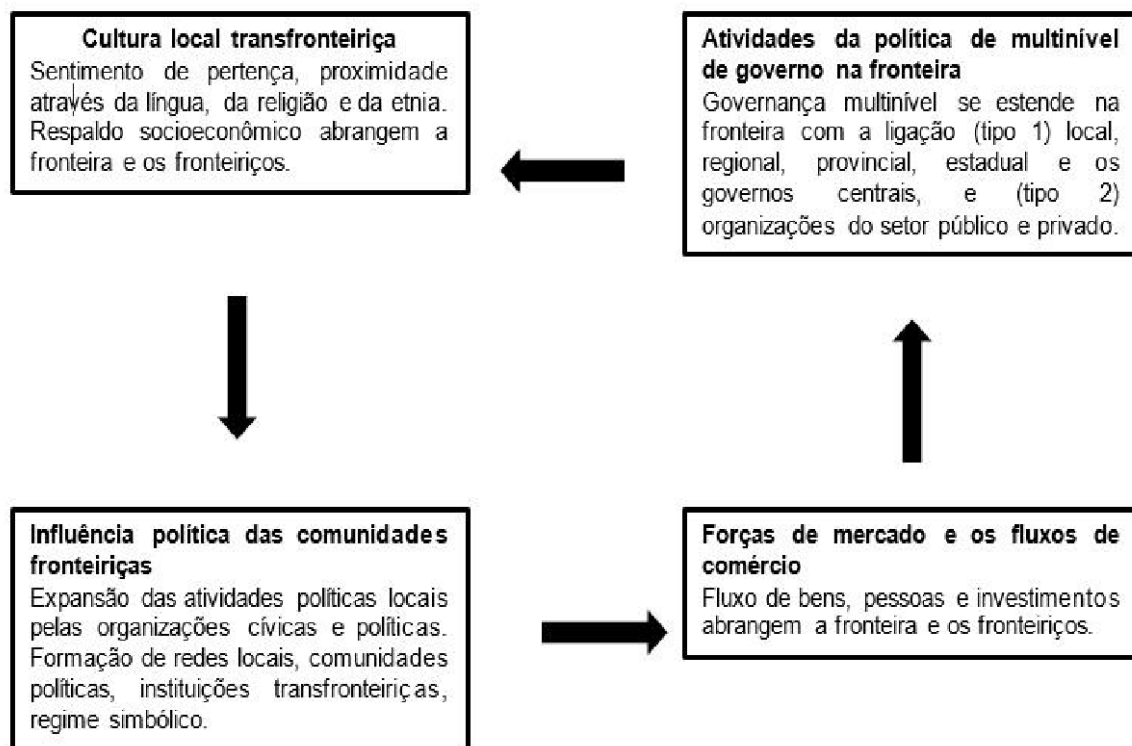 Cultura local transfronteiriça
Sentimento de pertença, proximidade
através da língua, da religião e da etnia.
Respaldo socioeconômico abrangem a
fronteira e os fronteiriços.
Atividades da política de multinível
de governo na fronteira
Governança multinível se estende na
fronteira com a ligação (tipo 1) local,
regional, provincial, estadual e os
governos centrais, e (tipo 2)
organizações do setor público e privado.
Influência política das comunidades
fronteiriças
Expansão das atividades políticas locais
pelas organizações cívicas e políticas.
Formação de redes locais, comunidades
políticas, instituições transfronteiriças,
regime simbólico.
Forças de mercado e os fluxos de
comércio
Fluxo de bens, pessoas e investimentos
abrangem a fronteira e os fronteiriços.